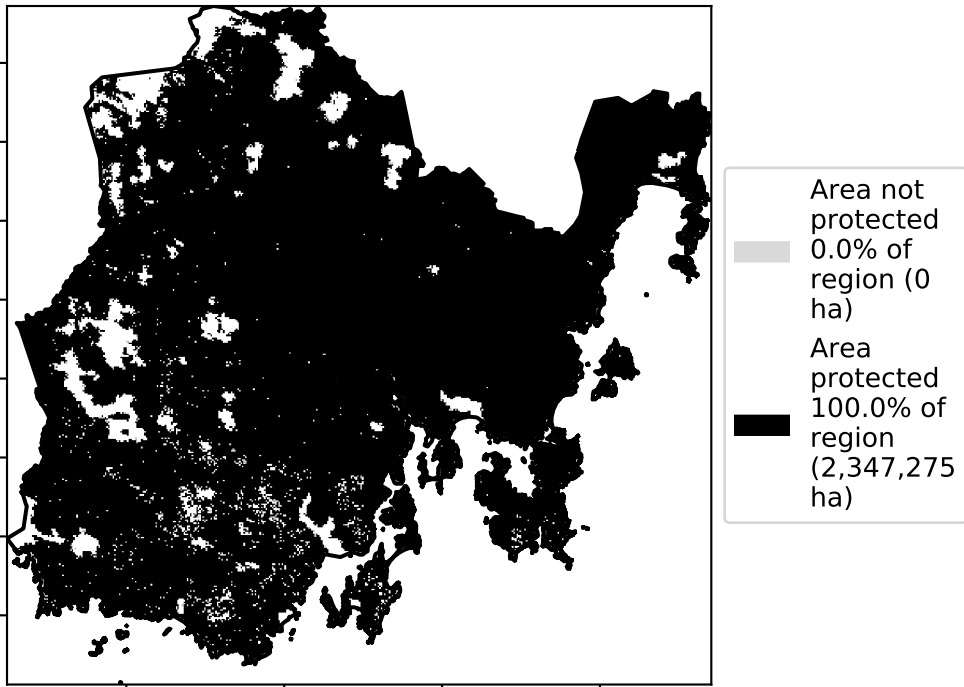 Area not
protected
0.0% of
region (0
ha)
Area
protected
100.0% of
region
(2,347,275
ha)